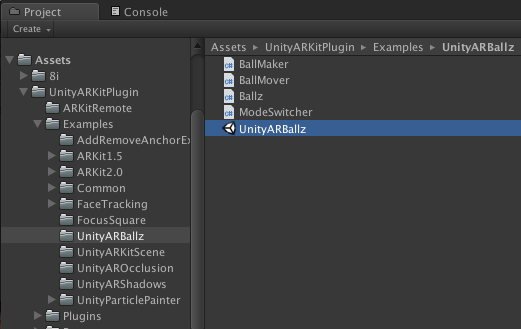 Project
Console
Create
Assets
8i
UnityARKitPlugin
ARKitRemote
Examples
AddRemoveAnchorEx
ARKit1.5
ARKit2.0
Common
FaceTracking
FocusSquare
UnityARBallz
UnityARKitScene
UnityAROcclusion
UnityARShadows
UnityParticlePainter
Plugins
Assets ▸ UnityARKitPlugin ▸ Examples ▸ UnityARBallz
BallMaker
BallMover
Ballz
ModeSwitcher
UnityARBallz